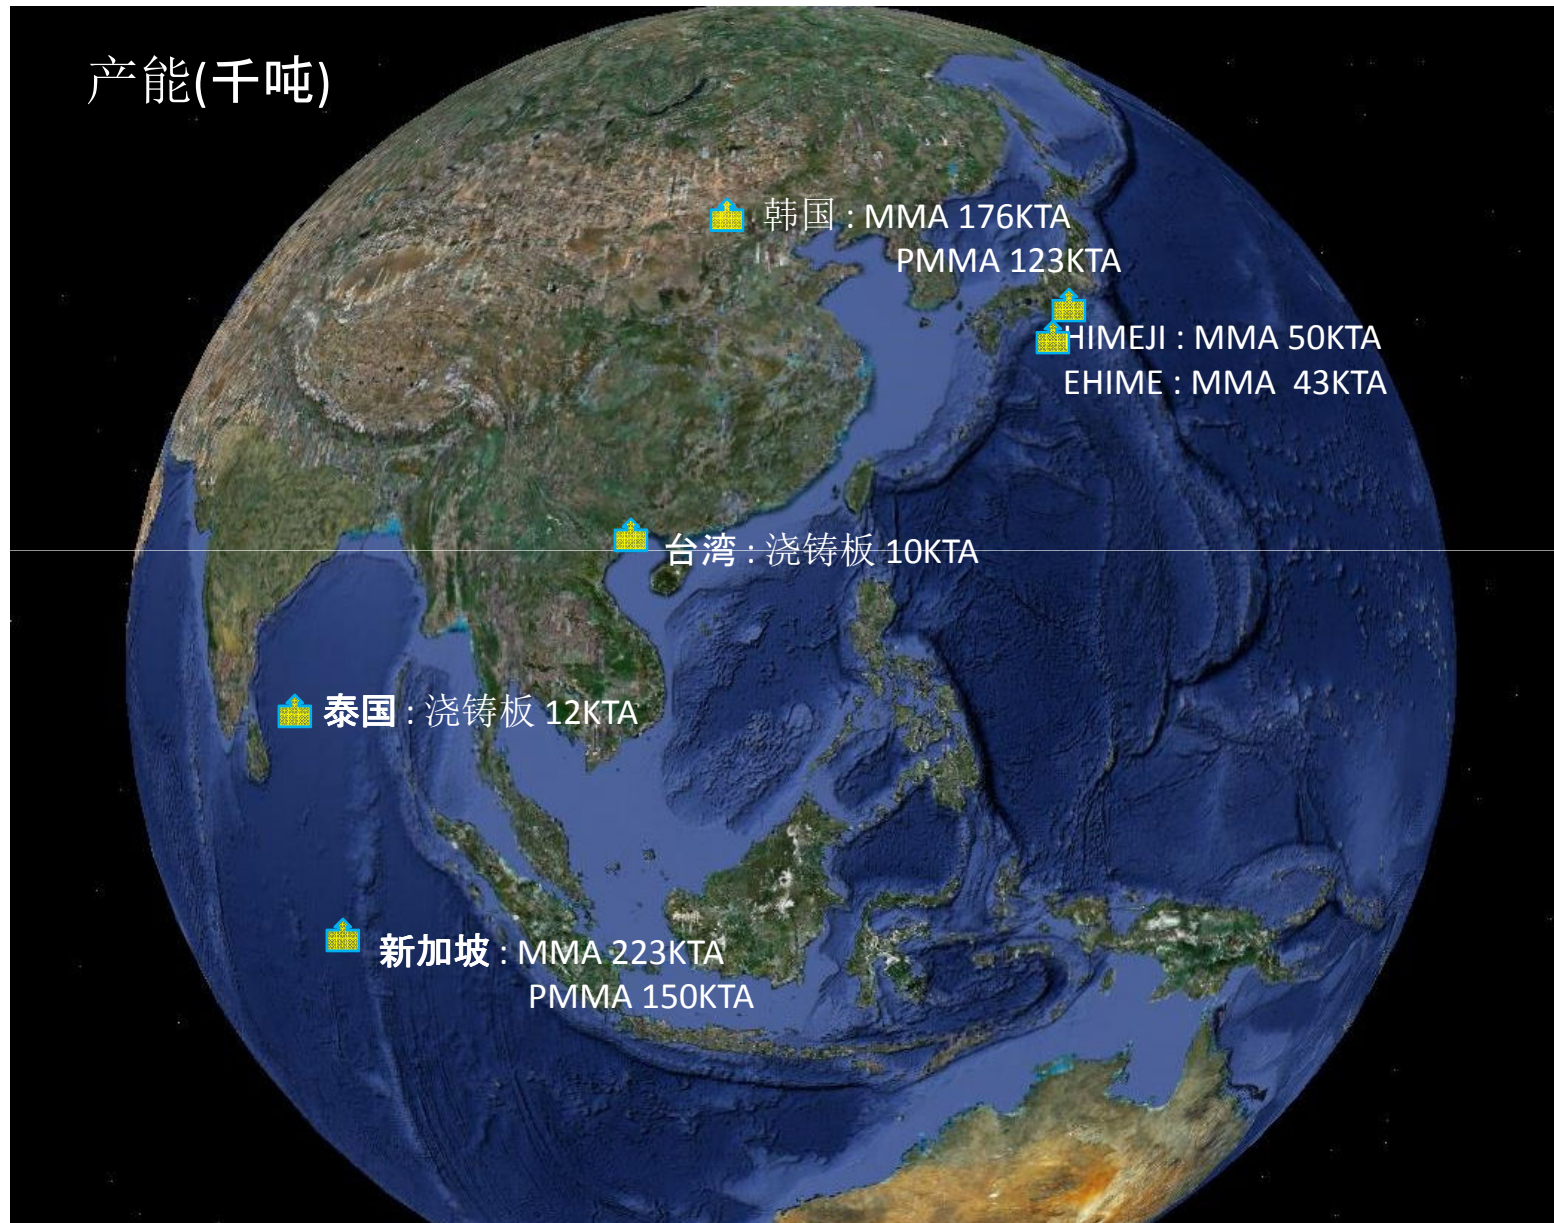 产能(千吨)
韩国 : MMA 176KTA
PMMA 123KTA
HIMEJI : MMA 50KTA
EHIME : MMA  43KTA
台湾 : 浇铸板 10KTA
泰国 : 浇铸板 12KTA
新加坡 : MMA 223KTA
PMMA 150KTA